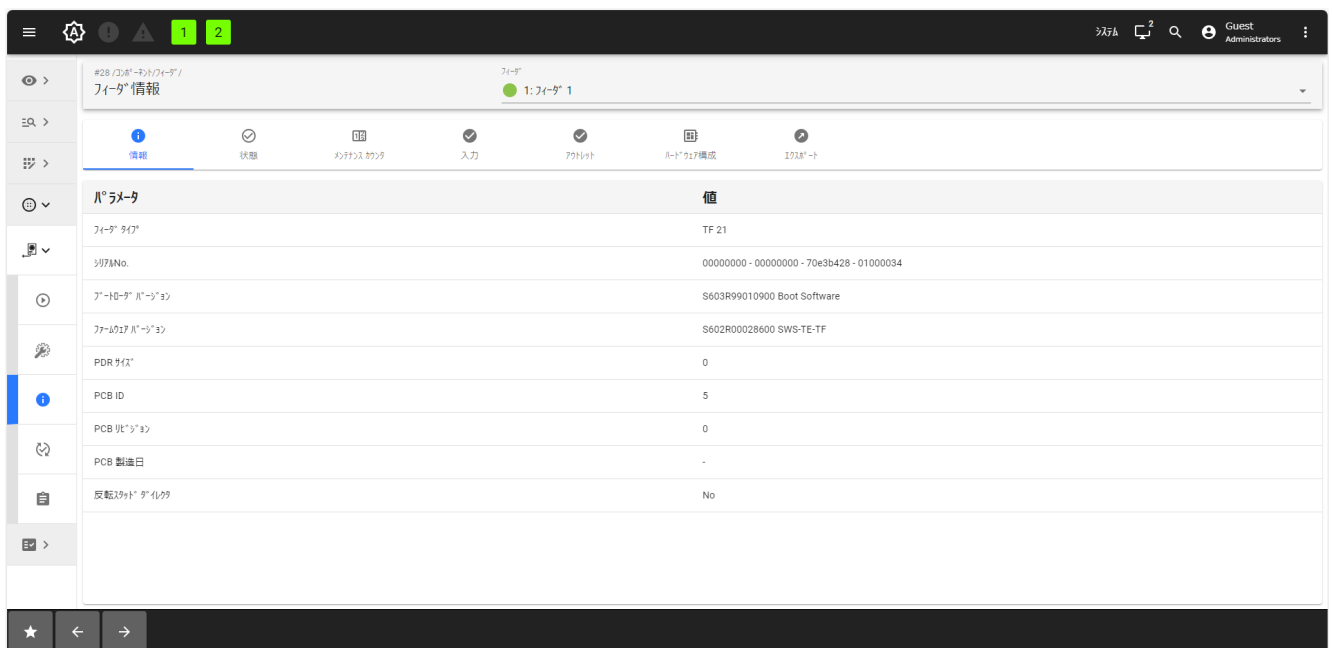 1
2
ｼｽﾃﾑ
2
Guest
Administrators
#28 /ｺﾝﾎﾟｰﾈﾝﾄ/ﾌｨｰﾀﾞ/
ﾌｨｰﾀﾞ情報
ﾌｨｰﾀﾞ
1: ﾌｨｰﾀﾞ 1
情報
状態
ﾒﾝﾃﾅﾝｽ ｶｳﾝﾀ
入力
ｱｳﾄﾚｯﾄ
ﾊｰﾄﾞｳｪｱ構成
ｴｸｽﾎﾟｰﾄ
ﾊﾟﾗﾒｰﾀ
値
ﾌｨｰﾀﾞ ﾀｲﾌﾟ
TF 21
ｼﾘｱﾙNo.
00000000 - 00000000 - 70e3b428 - 01000034
ﾌﾞｰﾄﾛｰﾀﾞ ﾊﾞｰｼﾞｮﾝ
S603R99010900 Boot Software
ﾌｧｰﾑｳｪｱ ﾊﾞｰｼﾞｮﾝ
S602R00028600 SWS-TE-TF
PDR ｻｲｽﾞ
0
PCB ID
5
PCB ﾘﾋﾞｼﾞｮﾝ
0
PCB 製造日
-
反転ｽﾀｯﾄﾞ ﾀﾞｲﾚｸﾀ
No